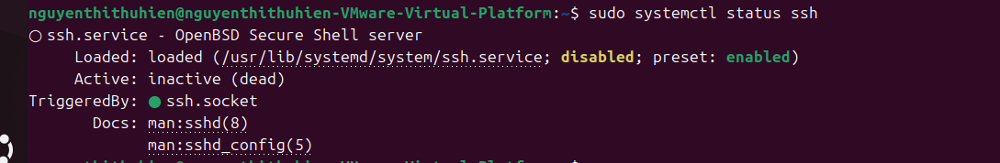 nguyenthithuhien@nguyenthithuhien-VMware-Virtual-Platform:~$ sudo systemctl status ssh
○ ssh.service - OpenBSD Secure Shell server
     Loaded: loaded (/usr/lib/systemd/system/ssh.service; disabled; preset: enabled)
     Active: inactive (dead)
TriggeredBy: ● ssh.socket
       Docs: man:sshd(8)
             man:sshd_config(5)